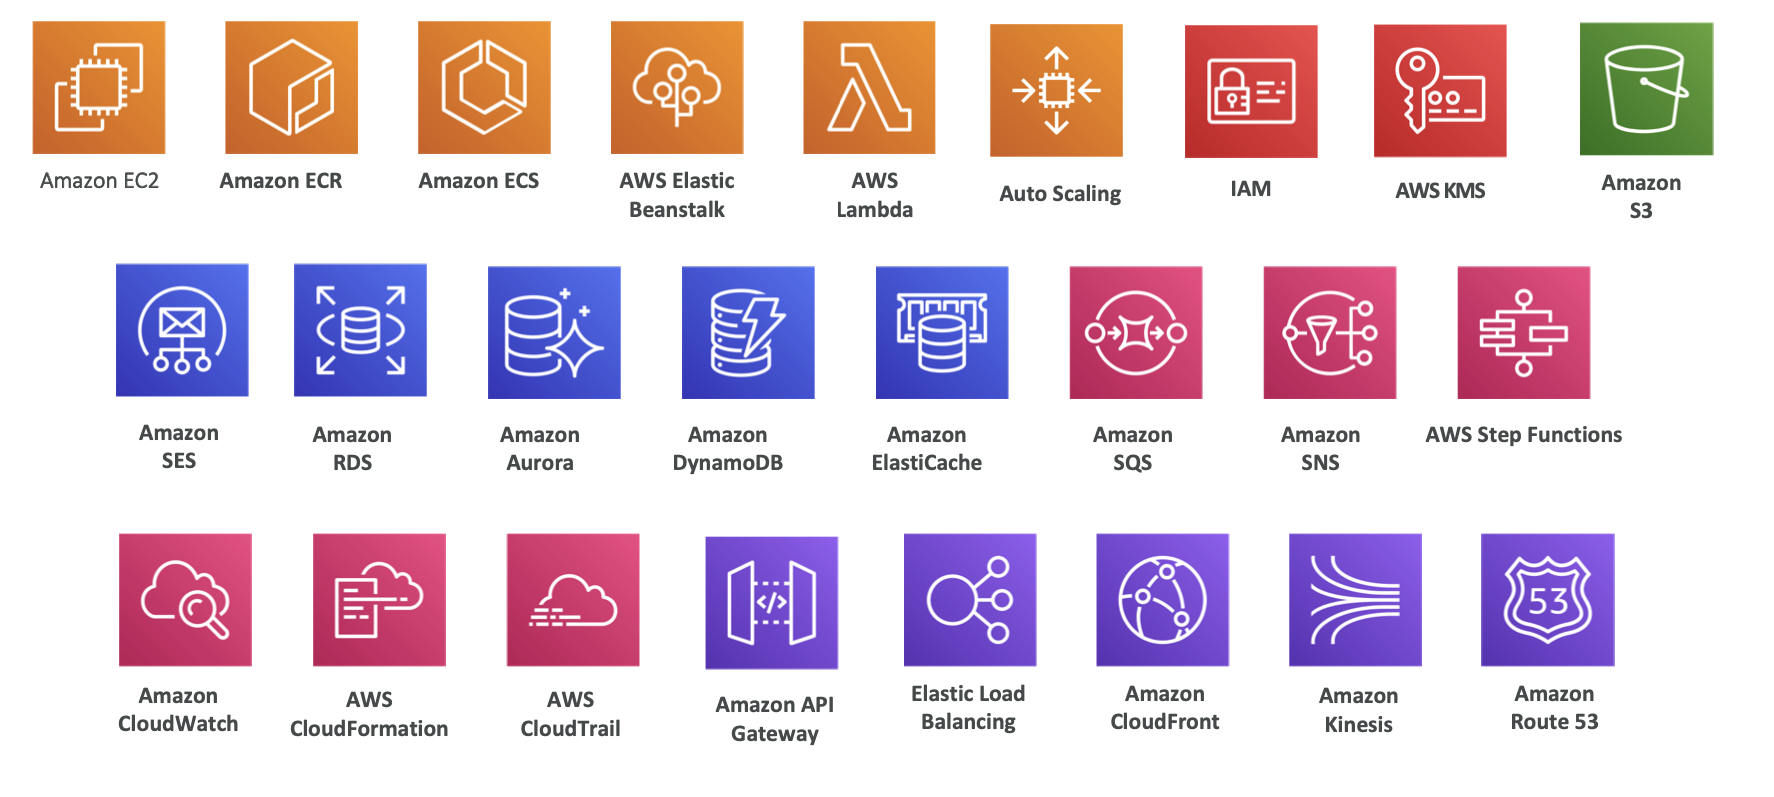 Amazon EC2
Amazon ECR
Amazon ECS
AWS Elastic
Beanstalk
AWS
Lambda
Auto Scaling
IAM
AWS KMS
Amazon
S3
Amazon
SES
Amazon
RDS
Amazon
Aurora
Amazon
DynamoDB
Amazon
ElastiCache
Amazon
SQS
Amazon
SNS
AWS Step Functions
</>
53
Amazon
CloudWatch
AWS
CloudFormation
AWS
CloudTrail
Amazon API
Gateway
Elastic Load
Balancing
Amazon
CloudFront
Amazon
Kinesis
Amazon
Route 53